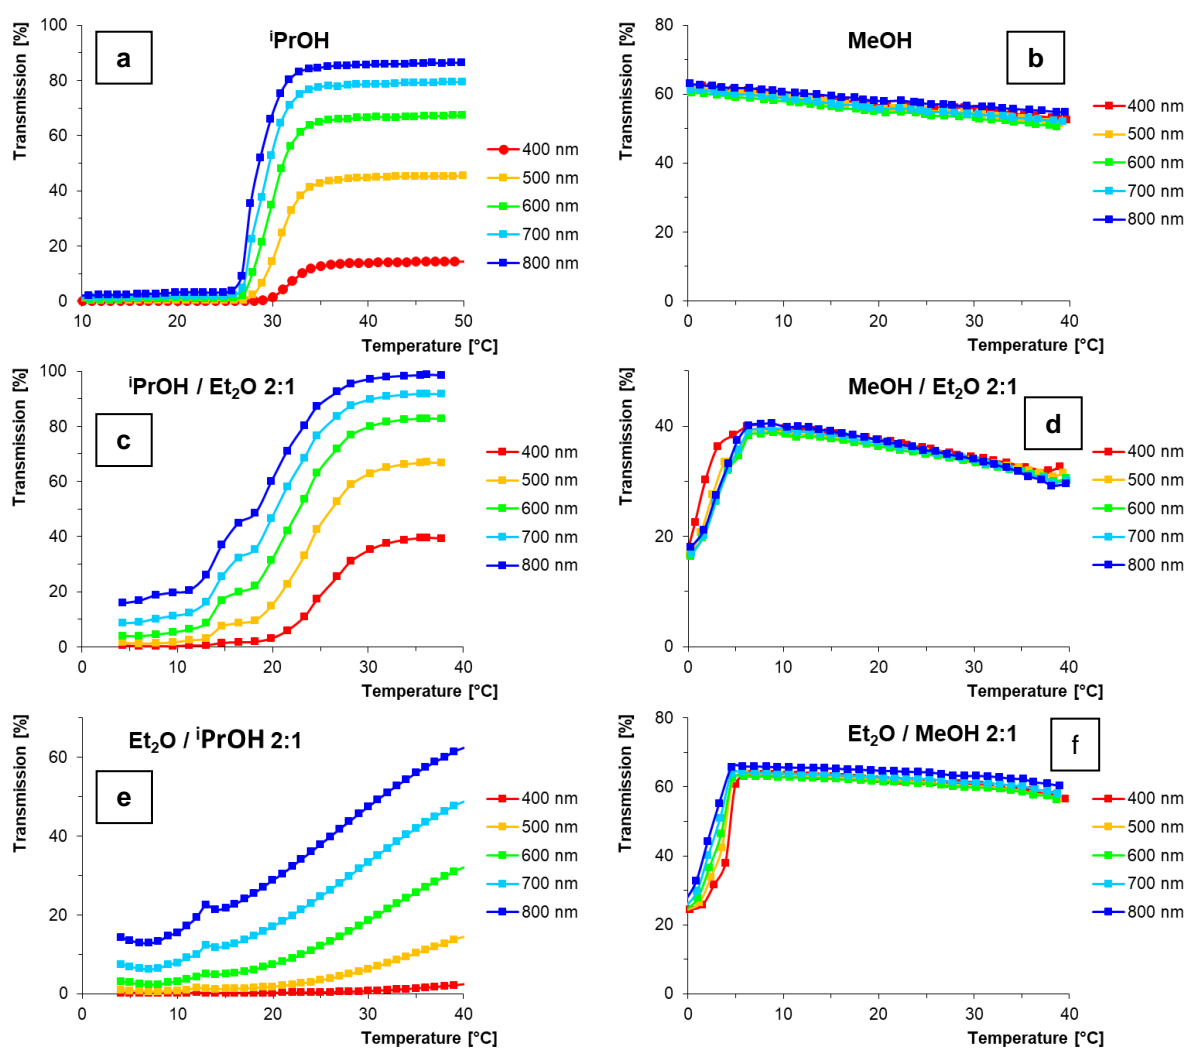 Transmission [%]
iPrOH
a
100
80
60
40
20
0
10
20
30
40
50
Temperature [°C]
400 nm
500 nm
600 nm
700 nm
800 nm
Transmission [%]
MeOH
b
80
60
40
20
0
0
10
20
30
40
Temperature [°C]
400 nm
500 nm
600 nm
700 nm
800 nm
Transmission [%]
iPrOH / Et2O 2:1
c
100
80
60
40
20
0
0
10
20
30
40
Temperature [°C]
400 nm
500 nm
600 nm
700 nm
800 nm
Transmission [%]
MeOH / Et2O 2:1
d
40
20
0
0
10
20
30
40
Temperature [°C]
400 nm
500 nm
600 nm
700 nm
800 nm
Transmission [%]
Et2O / iPrOH 2:1
e
60
40
20
0
0
10
20
30
40
Temperature [°C]
400 nm
500 nm
600 nm
700 nm
800 nm
Transmission [%]
Et2O / MeOH 2:1
f
80
60
40
20
0
0
10
20
30
40
Temperature [°C]
400 nm
500 nm
600 nm
700 nm
800 nm